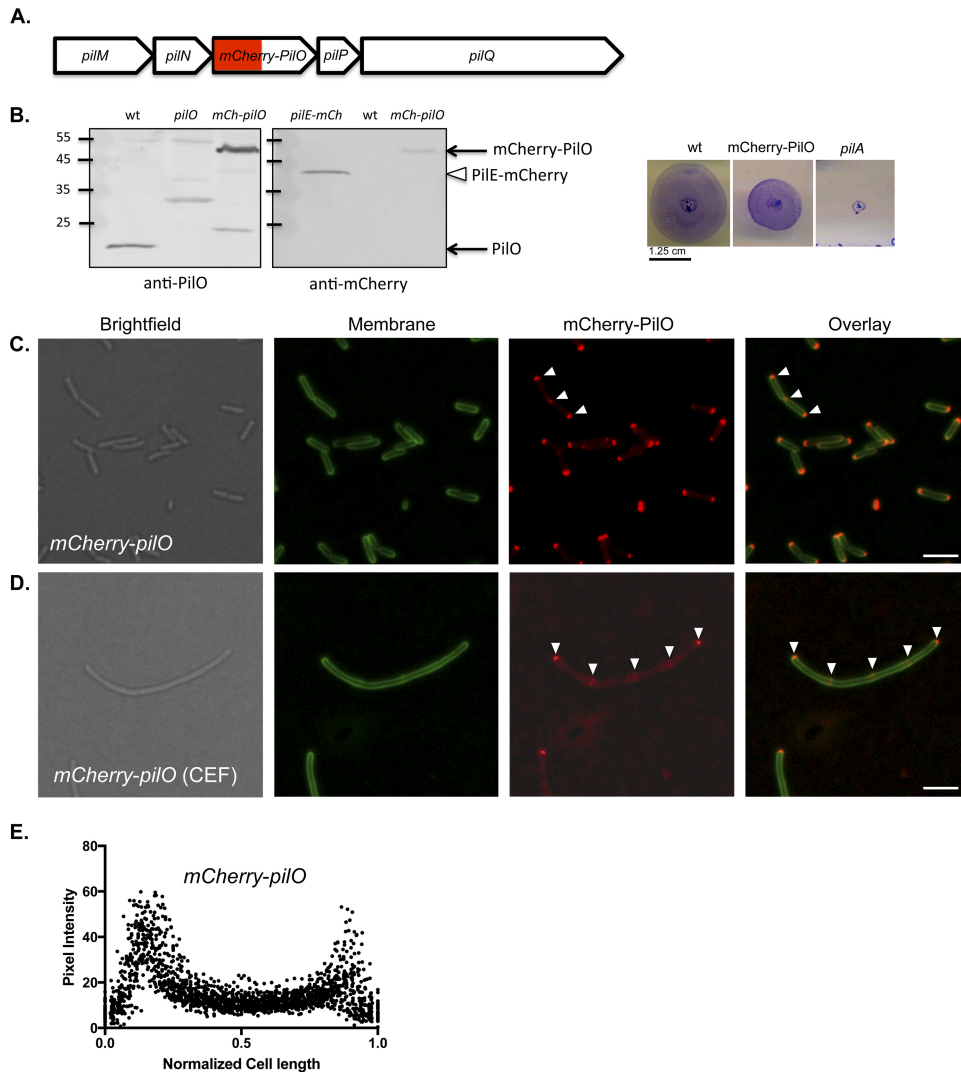 A.
pilM pilN mCherry-PilO pilP pilQ
B.
wt pilO mCh-pilO pilE-mCh wt mCh-pilO
55
45
35
25
mCherry-PilO
PilE-mCherry
PilO
anti-PilO anti-mCherry
wt mCherry-PilO pilA
1.25 cm
Brightfield Membrane mCherry-PilO Overlay
C.
mCherry-pilO
D.
mCherry-pilO (CEF)
E.
mCherry-pilO
Pixel Intensity
80
60
40
20
0
0.0 0.5 1.0
Normalized Cell length